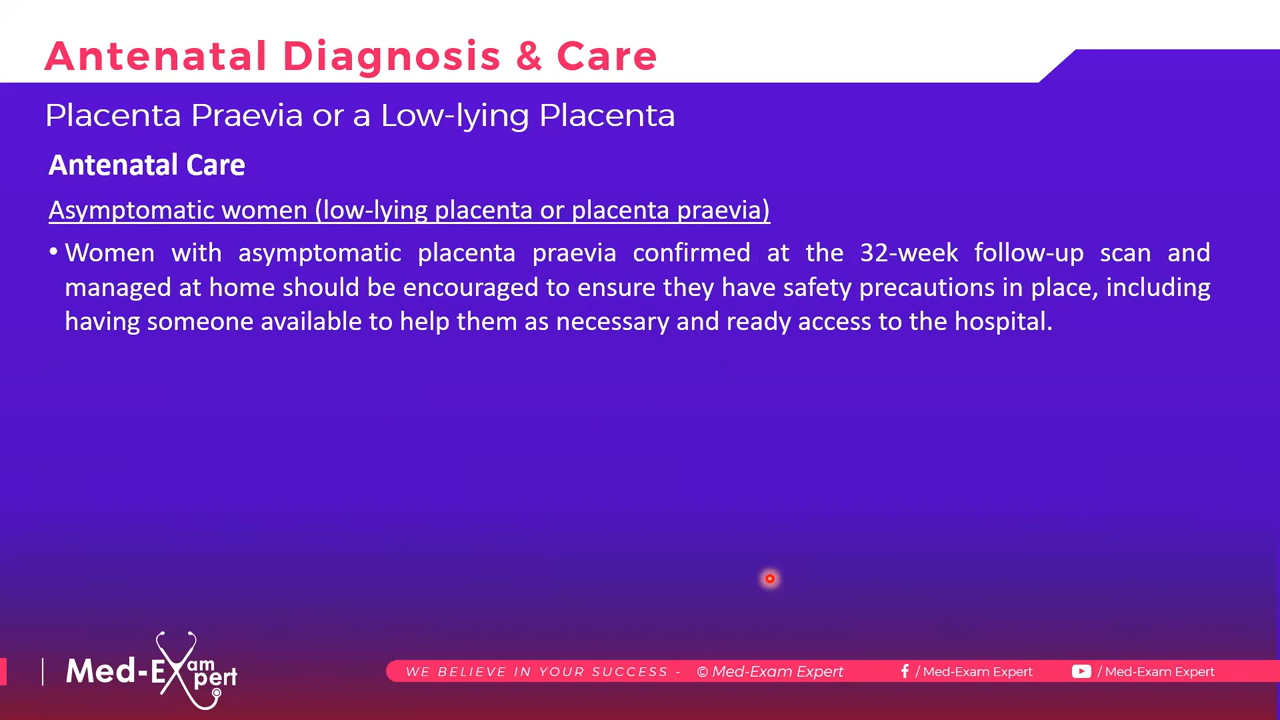 Antenatal Diagnosis & Care
Placenta Praevia or a Low-lying Placenta
Antenatal Care
Asymptomatic women (low-lying placenta or placenta praevia)
• Women with asymptomatic placenta praevia confirmed at the 32-week follow-up scan and
managed at home should be encouraged to ensure they have safety precautions in place, including
having someone available to help them as necessary and ready access to the hospital.
Med-Exam Expert
WE BELIEVE IN YOUR SUCCESS - © Med-Exam Expert / Med-Exam Expert / Med-Exam Expert